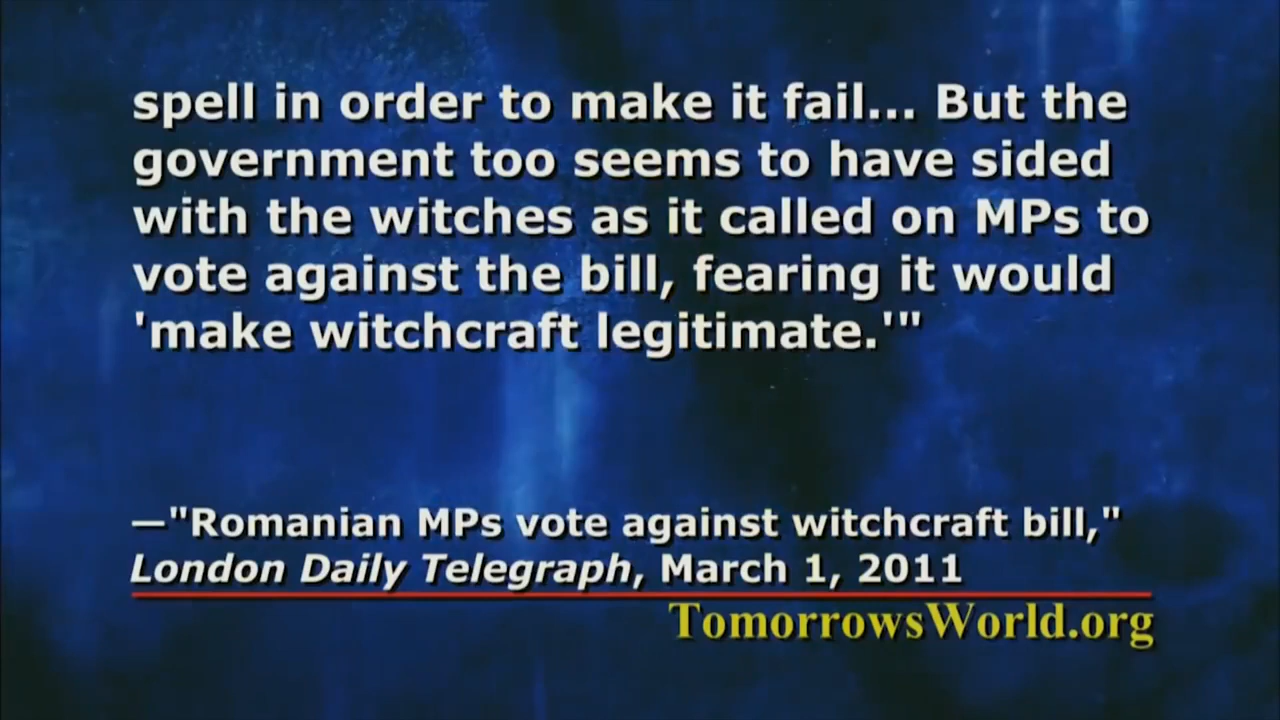 spell in order to make it fail... But the
government too seems to have sided
with the witches as it called on MPs to
vote against the bill, fearing it would
'make witchcraft legitimate.'"
—"Romanian MPs vote against witchcraft bill,"
London Daily Telegraph, March 1, 2011
TomorrowsWorld.org